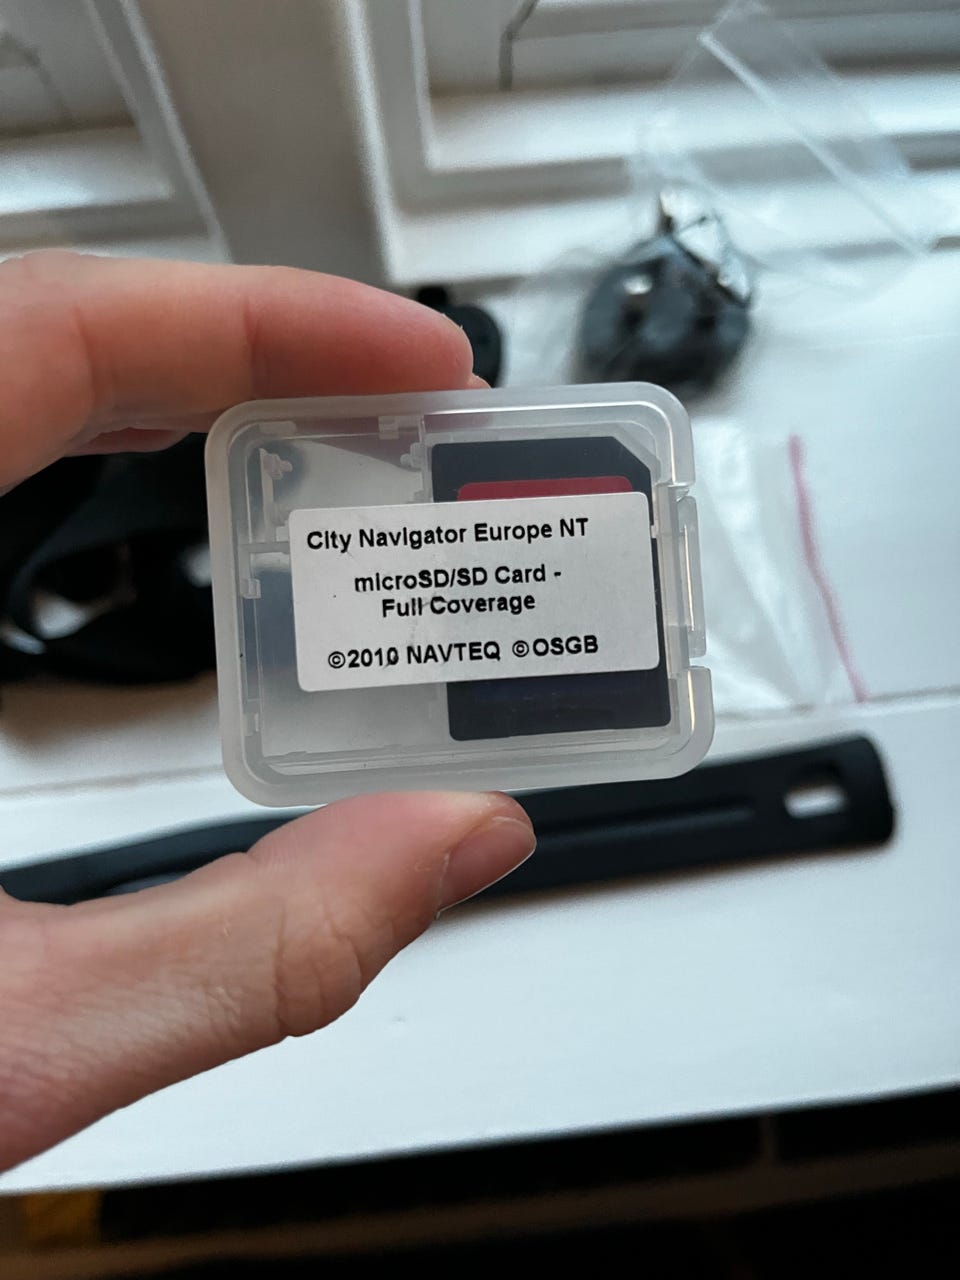 City Navigator Europe NT
microSD/SD Card -
Full Coverage
©2010 NAVTEQ ©OSGB